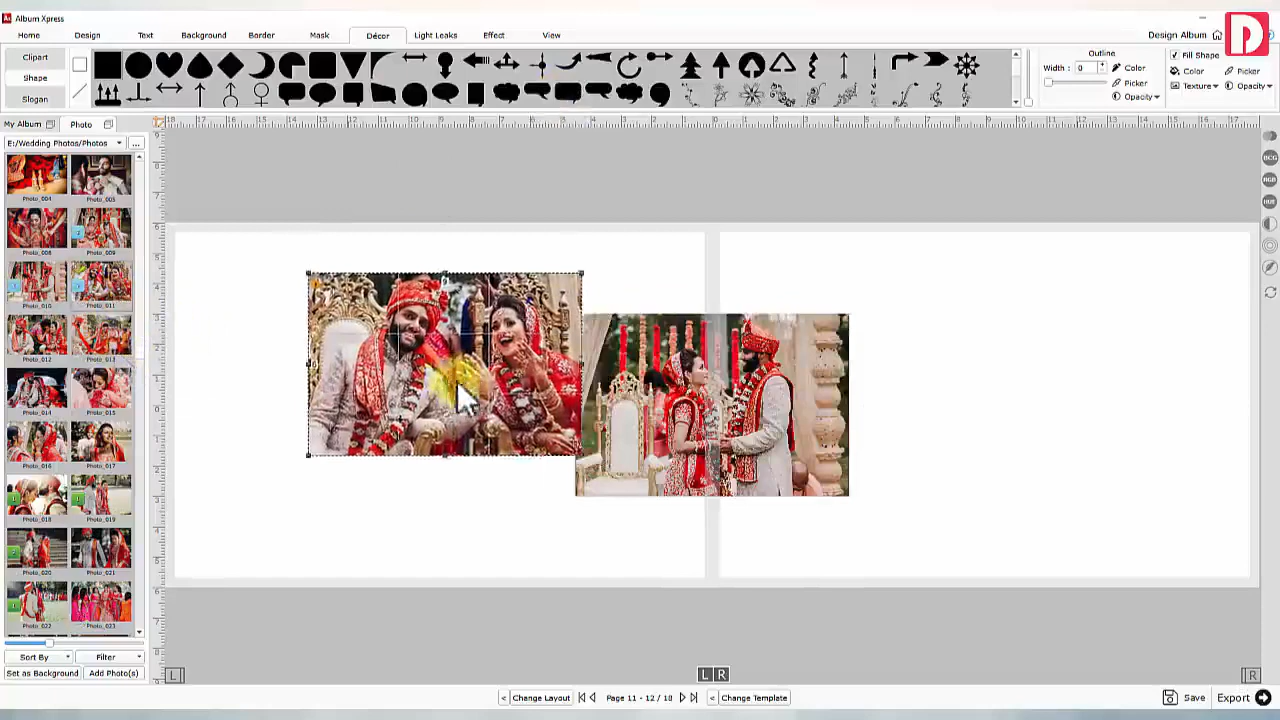 Album Xpress
Home Design Text Background Border Mask Décor Light Leaks Effect View
Design Album
Clipart
Shape
Slogan
Outline
Width : 0
Color
Picker
Opacity
Fill Shape
Color Picker
Texture Opacity
My Album Photo
E:/Wedding Photos/Photos ...
Photo_004 Photo_005
Photo_008 Photo_009
Photo_010 Photo_011
Photo_012 Photo_013
Photo_014 Photo_015
Photo_016 Photo_017
Photo_018 Photo_019
Photo_020 Photo_021
Photo_022 Photo_023
Sort By Filter
Set as Background Add Photo(s)
L
L R
R
< Change Layout Page 11 - 12 / 18 < Change Template
Save Export